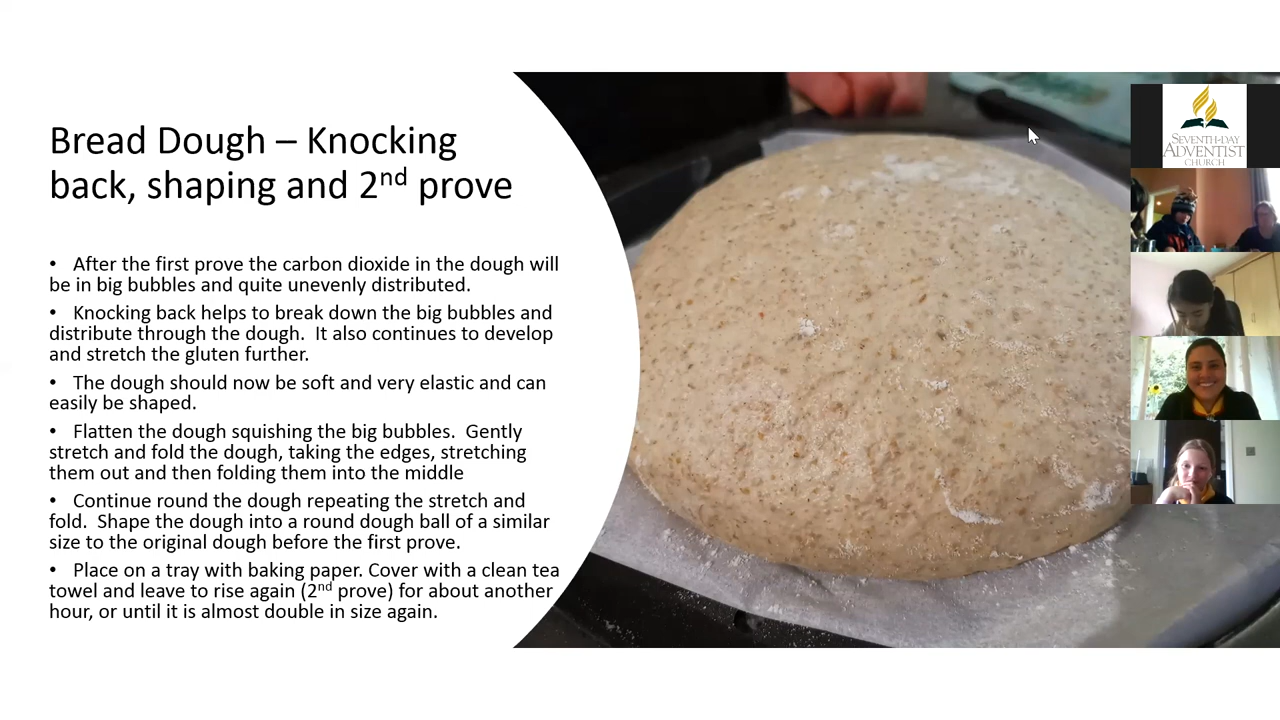 Bread Dough – Knocking
back, shaping and 2nd prove
• After the first prove the carbon dioxide in the dough will
be in big bubbles and quite unevenly distributed.
• Knocking back helps to break down the big bubbles and
distribute through the dough.  It also continues to develop
and stretch the gluten further.
• The dough should now be soft and very elastic and can
easily be shaped.
• Flatten the dough squishing the big bubbles.  Gently
stretch and fold the dough, taking the edges, stretching
them out and then folding them into the middle
• Continue round the dough repeating the stretch and
fold.  Shape the dough into a round dough ball of a similar
size to the original dough before the first prove.
• Place on a tray with baking paper. Cover with a clean tea
towel and leave to rise again (2nd prove) for about another
hour, or until it is almost double in size again.
SEVENTH-DAY
ADVENTIST
CHURCH